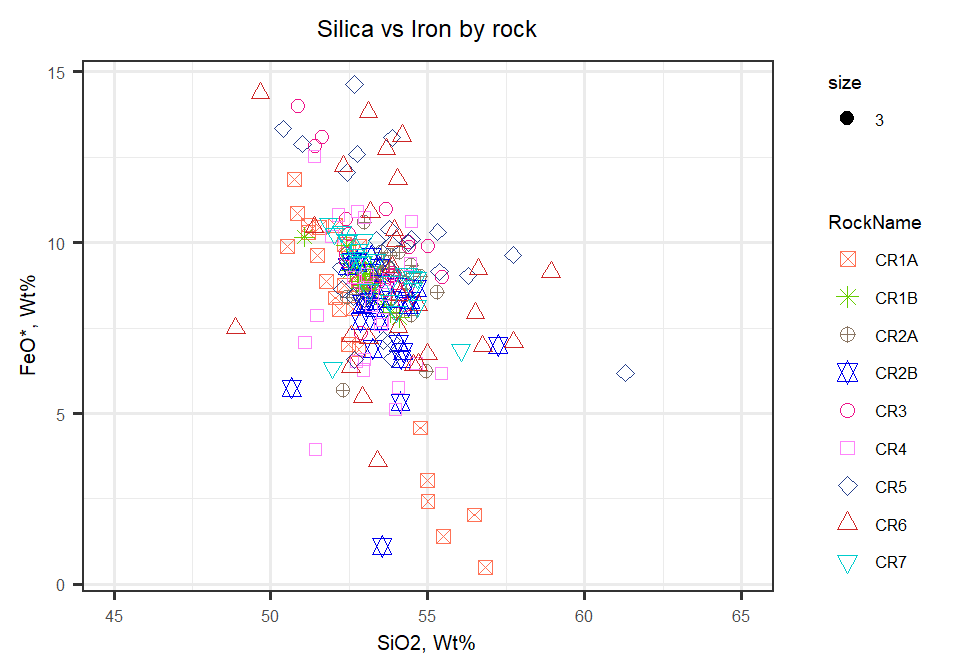 Silica vs Iron by rock
15
10
5
0
FeO*, Wt%
45
50
55
60
65
SiO2, Wt%
size
3
RockName
CR1A
CR1B
CR2A
CR2B
CR3
CR4
CR5
CR6
CR7